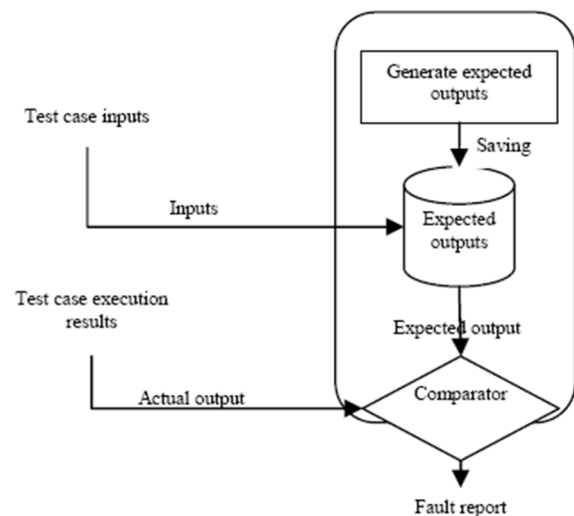 Generate expected
outputs
Test case inputs
Saving
Inputs
Expected
outputs
Test case execution
results
Expected output
Actual output
Comparator
Fault report